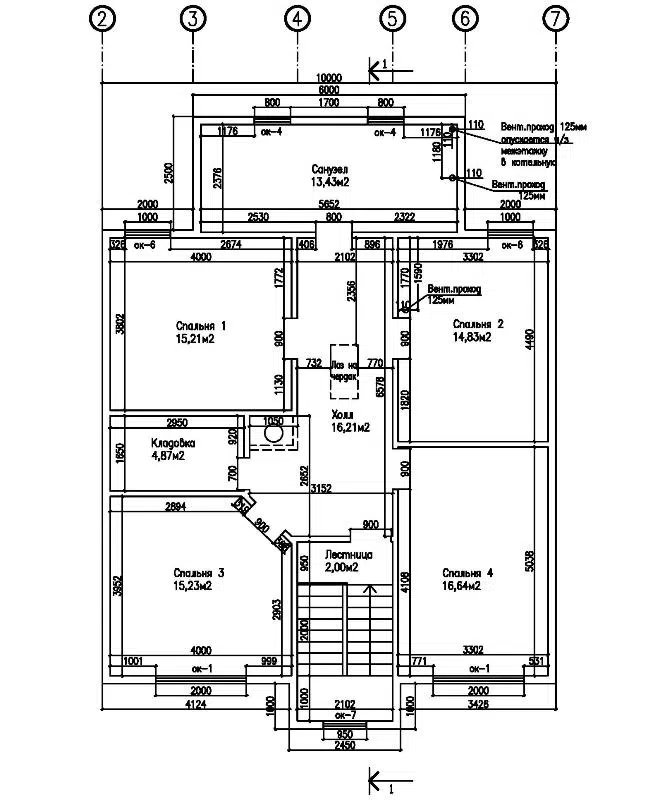 2 3 4 5 6 7
1
10000
6000
800 1700 800
1176 ок-4 ок-4 1176
110
110
Вент.проход 125мм
опускается ч/з
межэтажку
в котельную
1180
110
Вент.проход
125мм
2500
2376
Санузел
13,43м2
5652
2000 2530 800 2322 2000
1000 1000
326 ок-6 2674 406 896 1976 ок-6 326
4000 2102 3302
1772
2356
1770
1590
Вент.проход
125мм
110
3802
Спальня 1
15,21м2
900
Спальня 2
14,83м2
900
4490
732 770
Лаз на
чердак
1130
6578
1820
Холл
16,21м2
2950
920
1050
1650
Кладовка
4,87м2
700
2652
3152
900
2894
900
900
950
Лестница
2,00м2
3952
Спальня 3
15,23м2
2903
4108
Спальня 4
16,64м2
5036
2000
4000
3302
1001 ок-1 999
771 ок-1 531
2000
2000
1000
1000
1000
4124 2102 3426
ок-7
950
2450
1